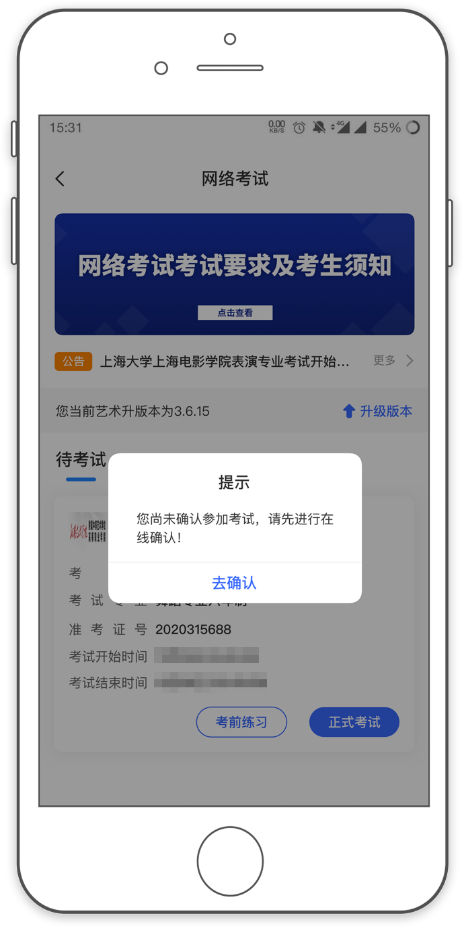 15:31
0.00
KB/S
4G
55%
网络考试
网络考试考试要求及考生须知
点击查看
公告 上海大学上海电影学院表演专业考试开始... 更多
您当前艺术升版本为3.6.15 升级版本
待考试
提示
您尚未确认参加考试，请先进行在
线确认！
去确认
考
考试专业
准考证号 2020315688
考试开始时间
考试结束时间
考前练习 正式考试